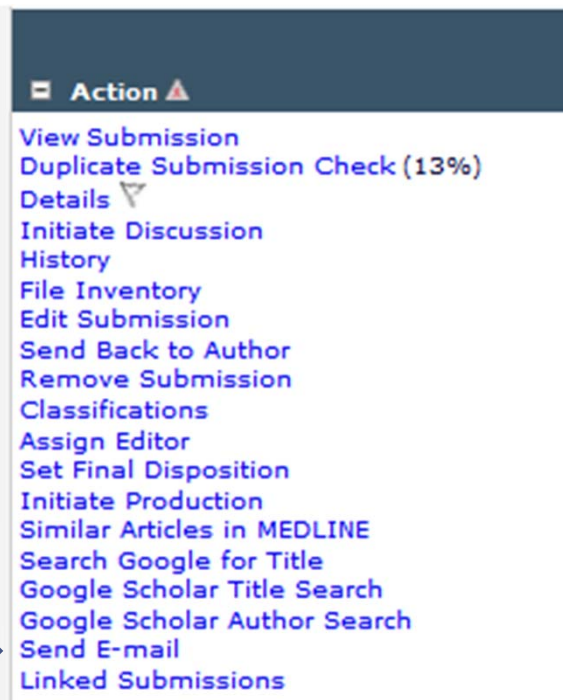 Action
View Submission
Duplicate Submission Check (13%)
Details
Initiate Discussion
History
File Inventory
Edit Submission
Send Back to Author
Remove Submission
Classifications
Assign Editor
Set Final Disposition
Initiate Production
Similar Articles in MEDLINE
Search Google for Title
Google Scholar Title Search
Google Scholar Author Search
Send E-mail
Linked Submissions